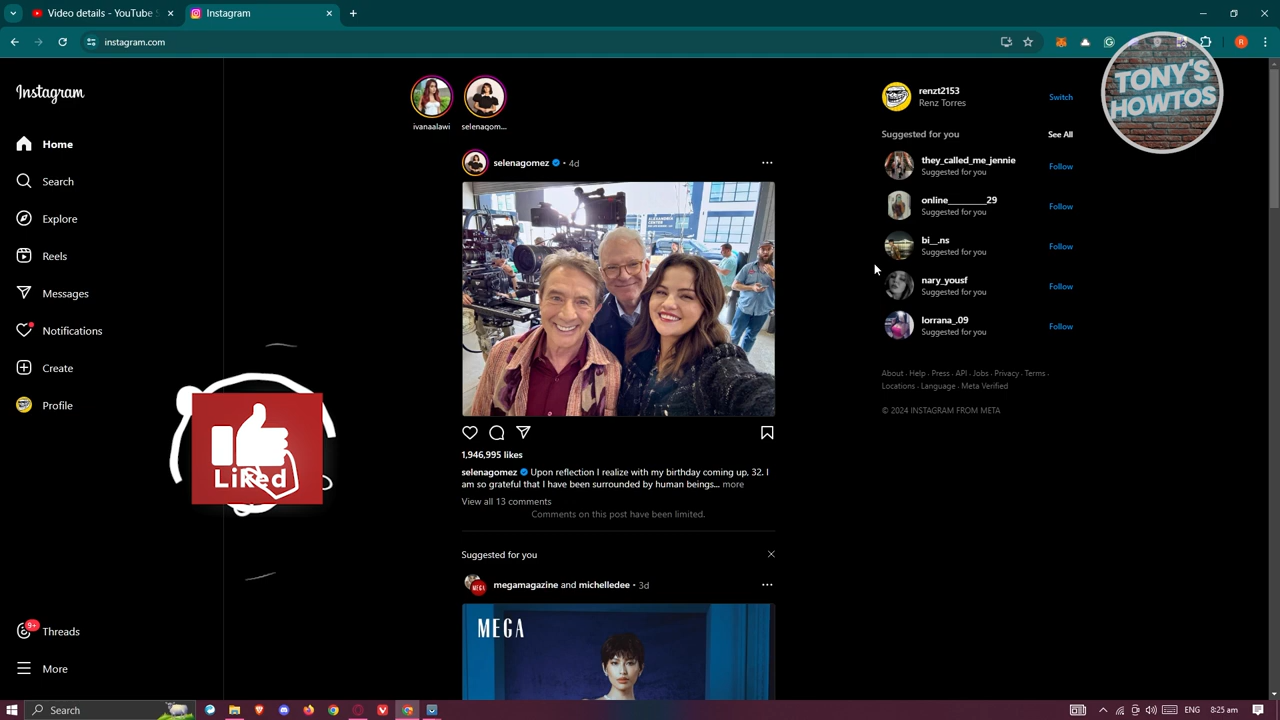 Video details - YouTube S
Instagram
instagram.com
R
TONY'S
HOWTOS
Instagram
Home
Search
Explore
Reels
Messages
Notifications
Create
Profile
Liked
9+
Threads
More
ivanaalawi
selenagom...
selenagomez • 4d
1,946,995 likes
selenagomez Upon reflection I realize with my birthday coming up, 32. I
am so grateful that I have been surrounded by human beings... more
View all 13 comments
Comments on this post have been limited.
Suggested for you
MEGA
megamagazine and michelledee • 3d
MEGA
renzt2153
Renz Torres
Switch
Suggested for you
See All
they_called_me_jennie
Suggested for you
Follow
Suggested for you
Follow
Suggested for you
Follow
nary_yousf
Suggested for you
Follow
lorrana_.09
Suggested for you
Follow
About · Help · Press · API · Jobs · Privacy · Terms ·
Locations · Language · Meta Verified
© 2024 INSTAGRAM FROM META
Search
ENG
8:25 am